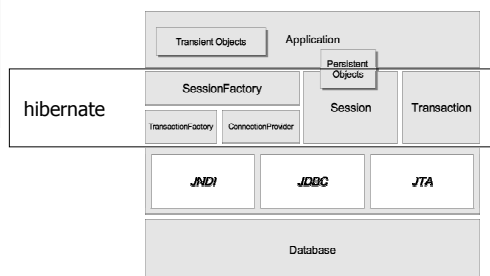 Transient Objects
Application
Persistent
Objects
SessionFactory
hibernate
Session
Transaction
TransactionFactory
ConnectionProvider
JNDI
JDBC
JTA
Database